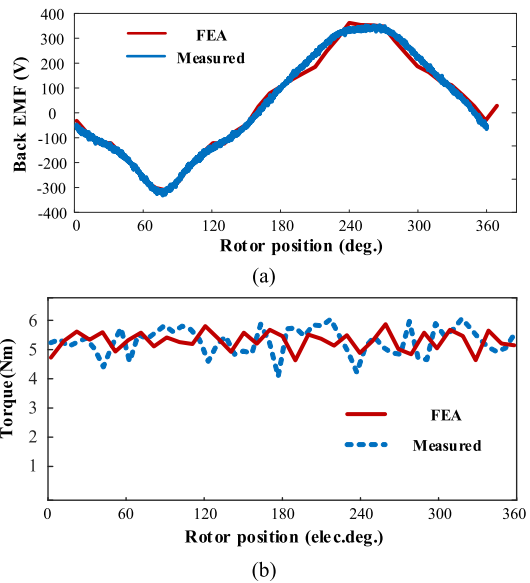 400
300
200
100
0
-100
-200
-300
-400
Back EMF (V)
FEA
Measured
0 60 120 180 240 300 360
Rotor position (deg.)
(a)
6
5
4
3
2
1
0
Torque(Nm)
FEA
Measured
0 60 120 180 240 300 360
Rotor position (elec.deg.)
(b)